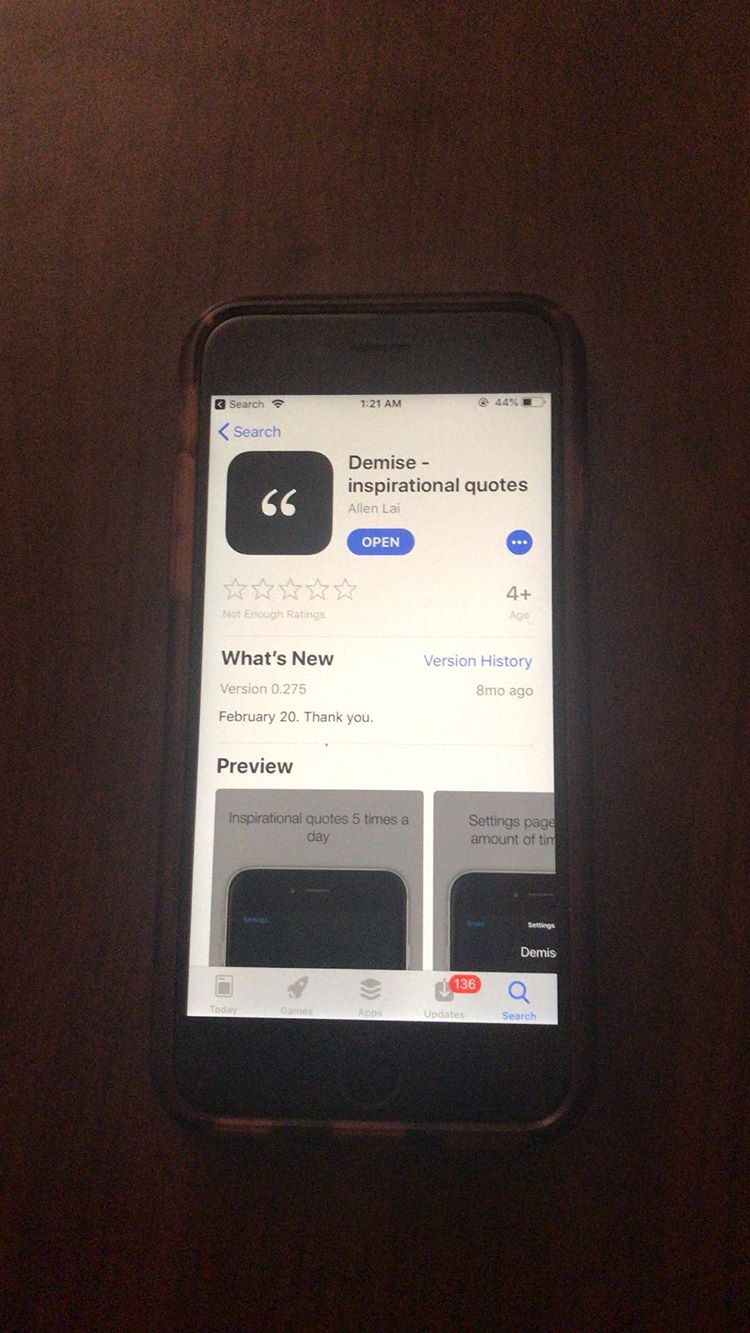 Search 1:21 AM 44%
Search
Demise -
inspirational quotes
Allen Lai
OPEN
Not Enough Ratings
4+
Age
What's New Version History
Version 0.275 8mo ago
February 20. Thank you.
Preview
Inspirational quotes 5 times a
day
Settings page
amount of tim
Settings
Share Settings
Demis
136
Today Games Apps Updates Search